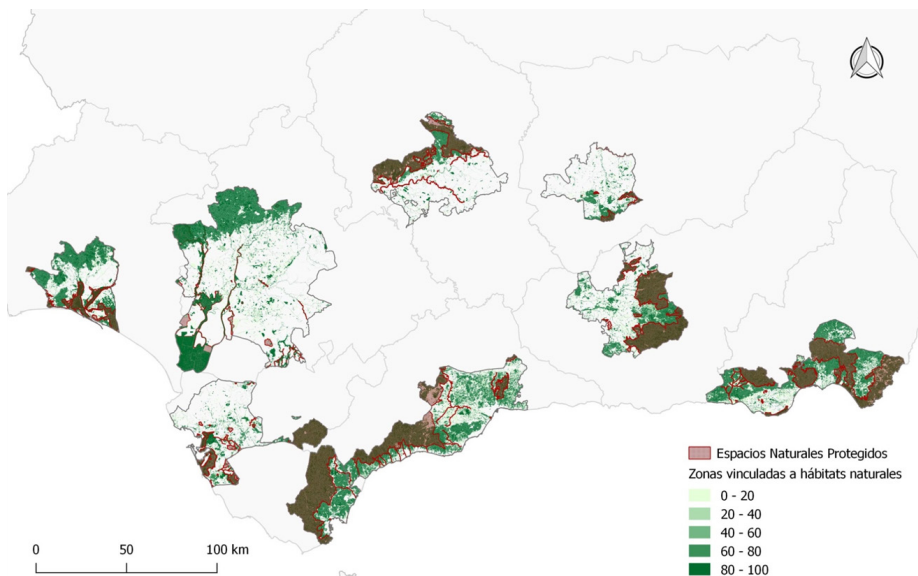 Espacios Naturales Protegidos
Zonas vinculadas a hábitats naturales
0 - 20
20 - 40
40 - 60
60 - 80
80 - 100
0 50 100 km